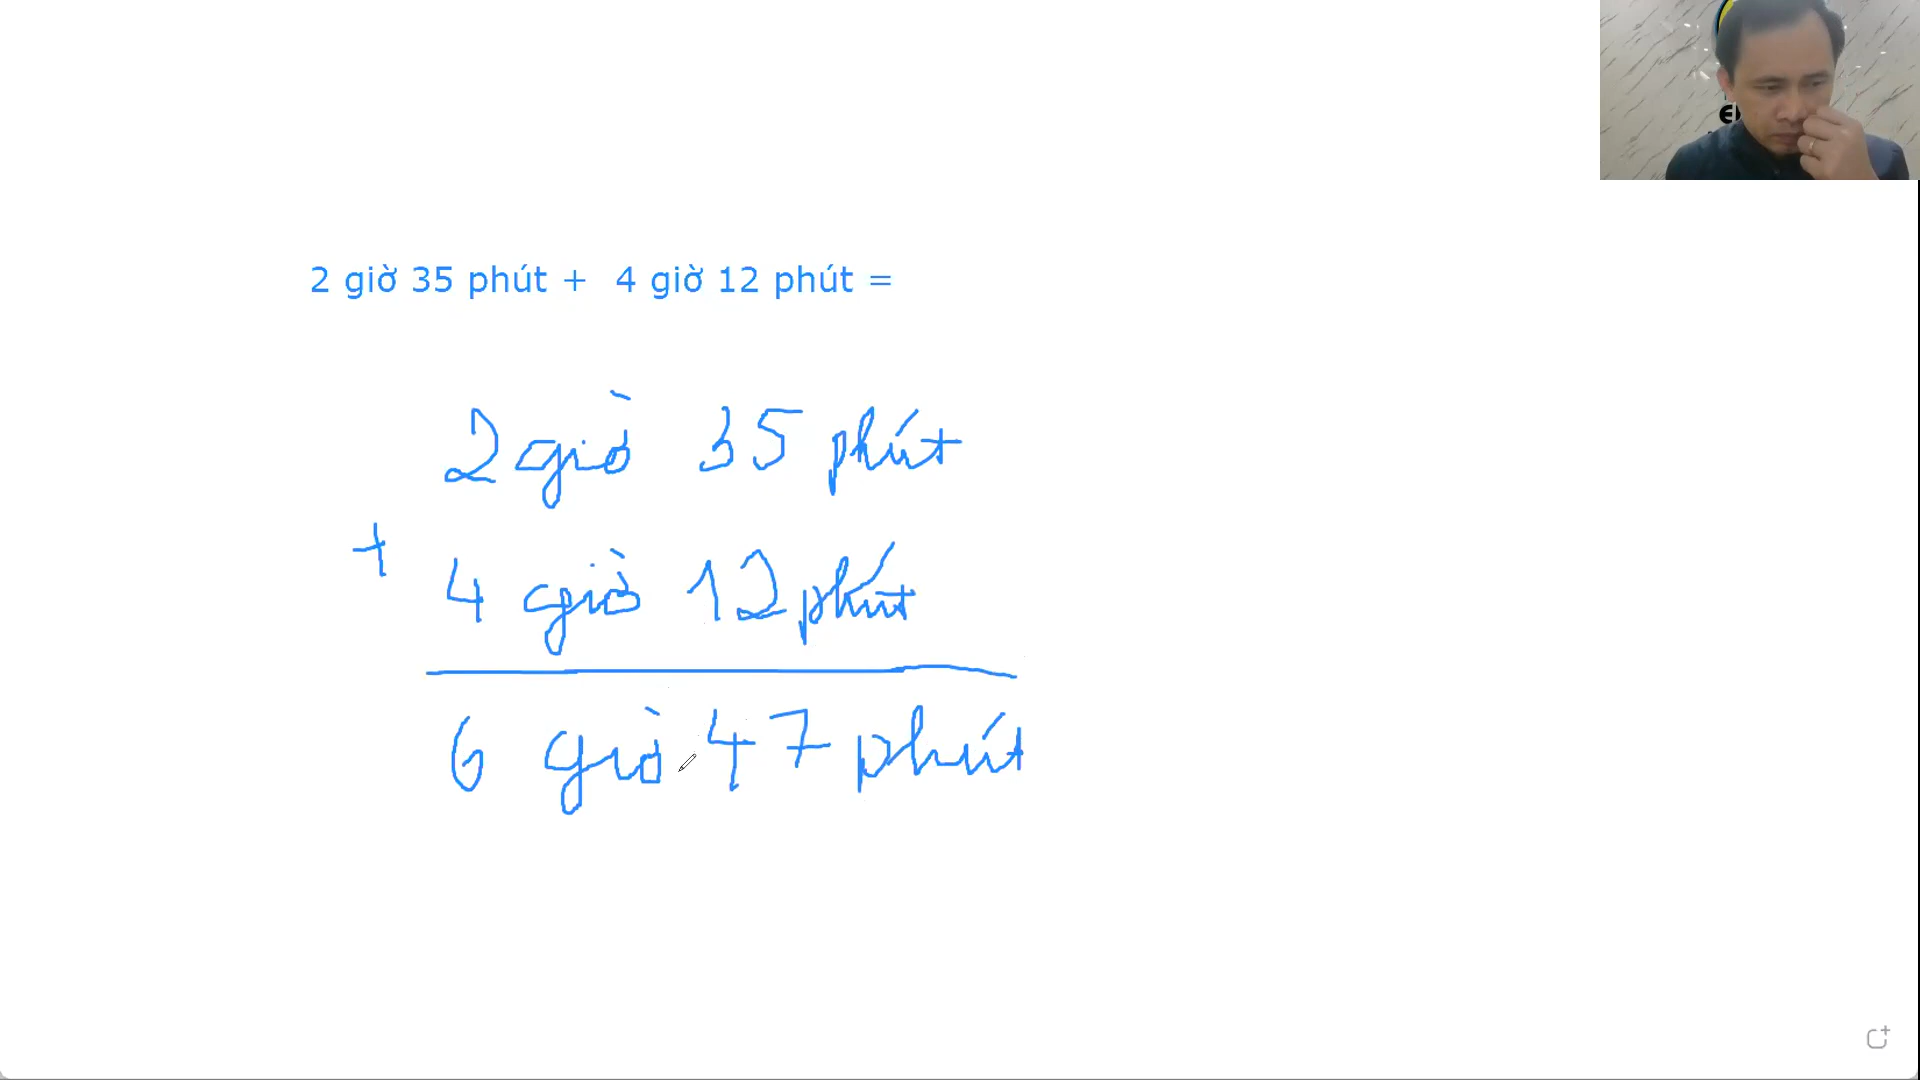 2 giờ 35 phút + 4 giờ 12 phút =
2 giờ 35 phút
+
4 giờ 12 phút
6 giờ 47 phút